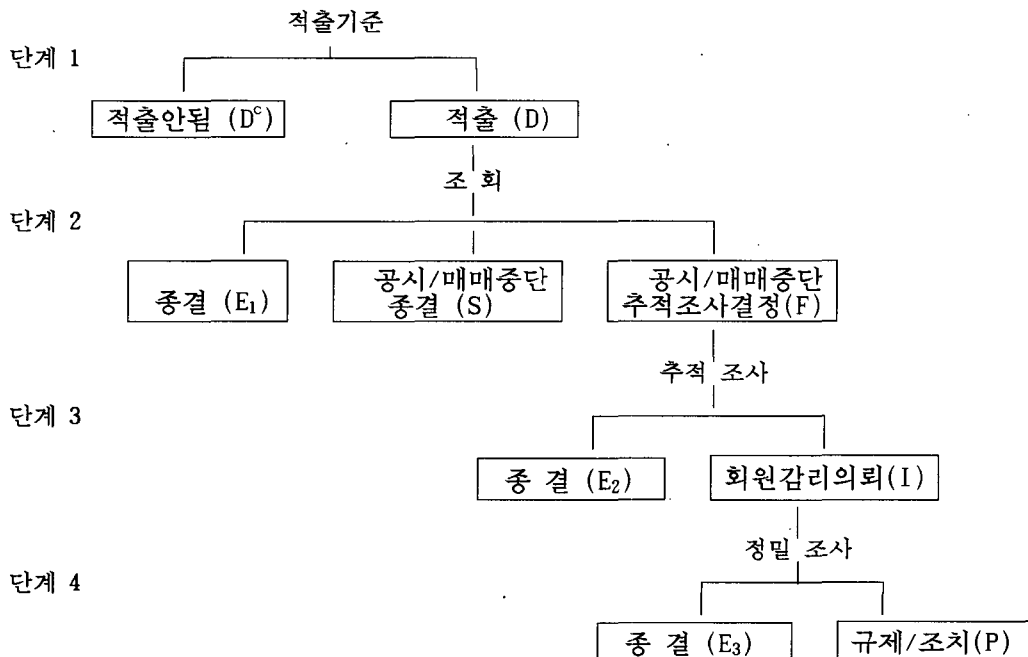 적출기준
단계 1
적출안됨 (Dᶜ)
적출 (D)
조 회
단계 2
종결 (E₁)
공시/매매중단
종결 (S)
공시/매매중단
추적조사결정(F)
추적 조사
단계 3
종 결 (E₂)
회원감리의뢰(I)
정밀 조사
단계 4
종 결 (E₃)
규제/조치(P)